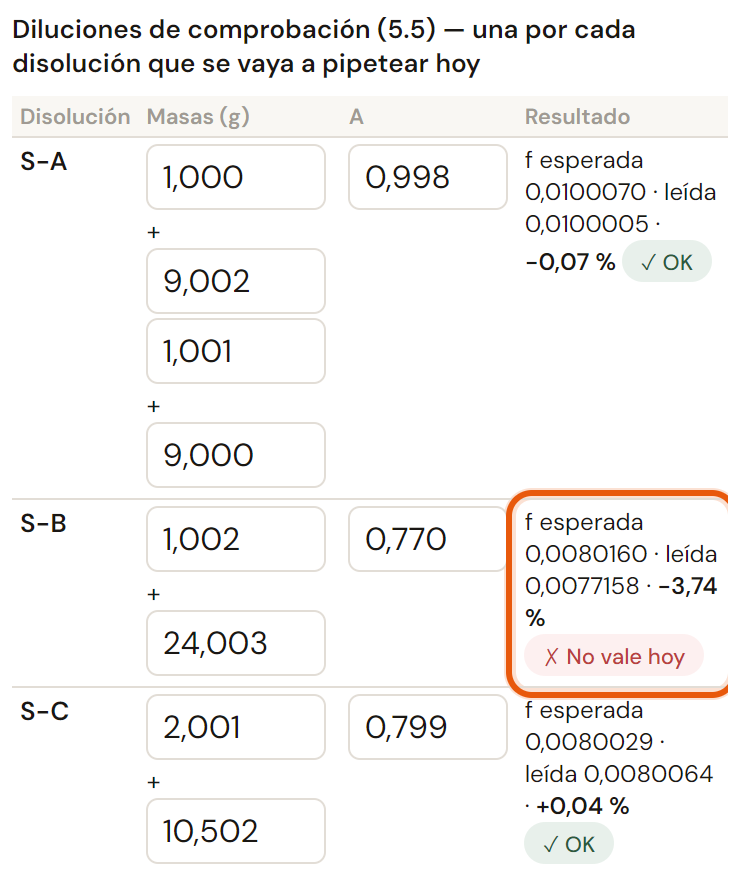 Diluciones de comprobación (5.5) — una por cada
disolución que se vaya a pipetear hoy
Disolución Masas (g) A Resultado
S-A
1,000
+
9,002
1,001
+
9,000
0,998
f esperada
0,0100070 · leída
0,0100005 ·
-0,07 % ✓ OK
S-B
1,002
+
24,003
0,770
f esperada
0,0080160 · leída
0,0077158 · -3,74
%
✗ No vale hoy
S-C
2,001
+
10,502
0,799
f esperada
0,0080029 ·
leída 0,0080064
· +0,04 %
✓ OK